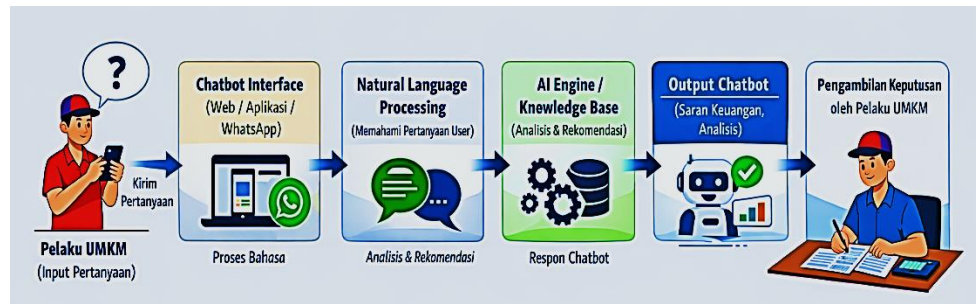 ?
Kirim
Pertanyaan
Pelaku UMKM
(Input Pertanyaan)
Chatbot Interface
(Web / Aplikasi /
WhatsApp)
Proses Bahasa
Natural Language
Processing
(Memahami Pertanyaan User)
Analisis & Rekomendasi
AI Engine /
Knowledge Base
(Analisis & Rekomendasi)
Respon Chatbot
Output Chatbot
(Saran Keuangan,
Analisis)
Pengambilan Keputusan
oleh Pelaku UMKM